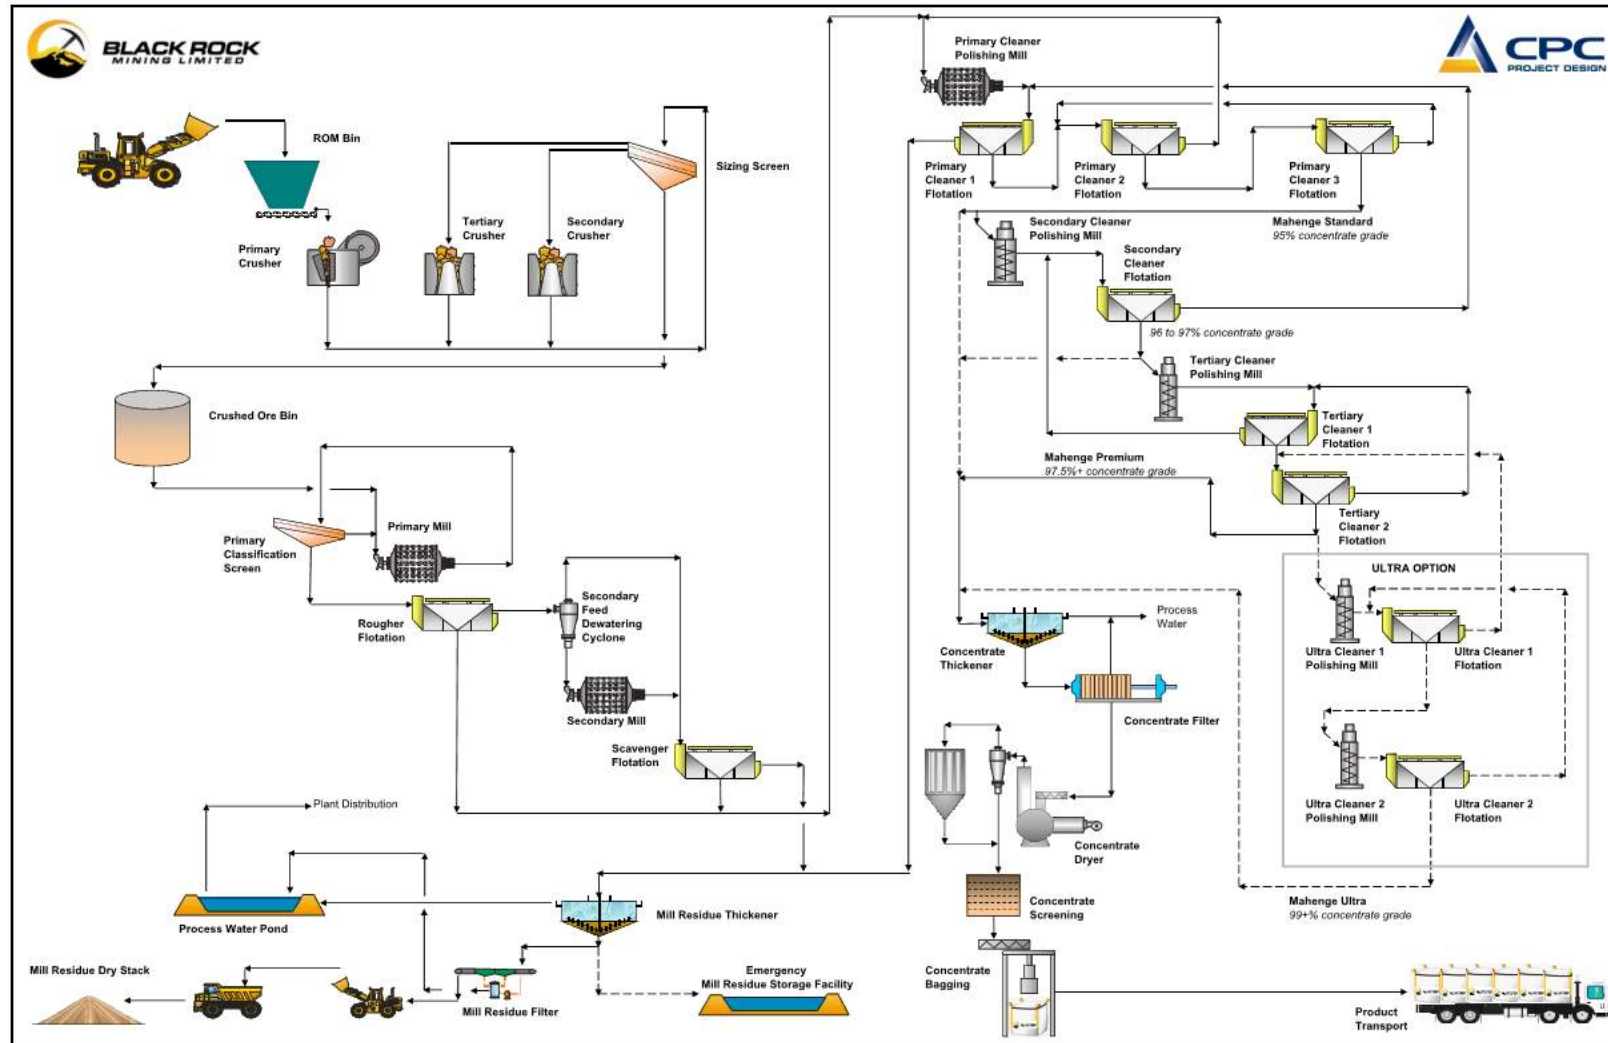 BLACK ROCK
MINING LIMITED
CPC
PROJECT DESIGN
Primary Cleaner
Polishing Mill
ROM Bin
Sizing Screen
Primary
Cleaner 1
Flotation
Primary
Cleaner 2
Flotation
Primary
Cleaner 3
Flotation
Primary
Crusher
Tertiary
Crusher
Secondary
Crusher
Secondary Cleaner
Polishing Mill
Mahenge Standard
95% concentrate grade
Secondary
Cleaner
Flotation
96 to 97% concentrate grade
Tertiary Cleaner
Polishing Mill
Crushed Ore Bin
Tertiary
Cleaner 1
Flotation
Mahenge Premium
97.5%+ concentrate grade
Tertiary
Cleaner 2
Flotation
Primary Mill
Primary
Classification
Screen
ULTRA OPTION
Rougher
Flotation
Secondary
Feed
Dewatering
Cyclone
Process
Water
Concentrate
Thickener
Ultra Cleaner 1
Polishing Mill
Ultra Cleaner 1
Flotation
Secondary Mill
Concentrate Filter
Scavenger
Flotation
Plant Distribution
Ultra Cleaner 2
Polishing Mill
Ultra Cleaner 2
Flotation
Concentrate
Dryer
Concentrate
Screening
Mahenge Ultra
99+% concentrate grade
Mill Residue Thickener
Process Water Pond
Mill Residue Dry Stack
Emergency
Mill Residue Storage Facility
Concentrate
Bagging
Mill Residue Filter
Product
Transport